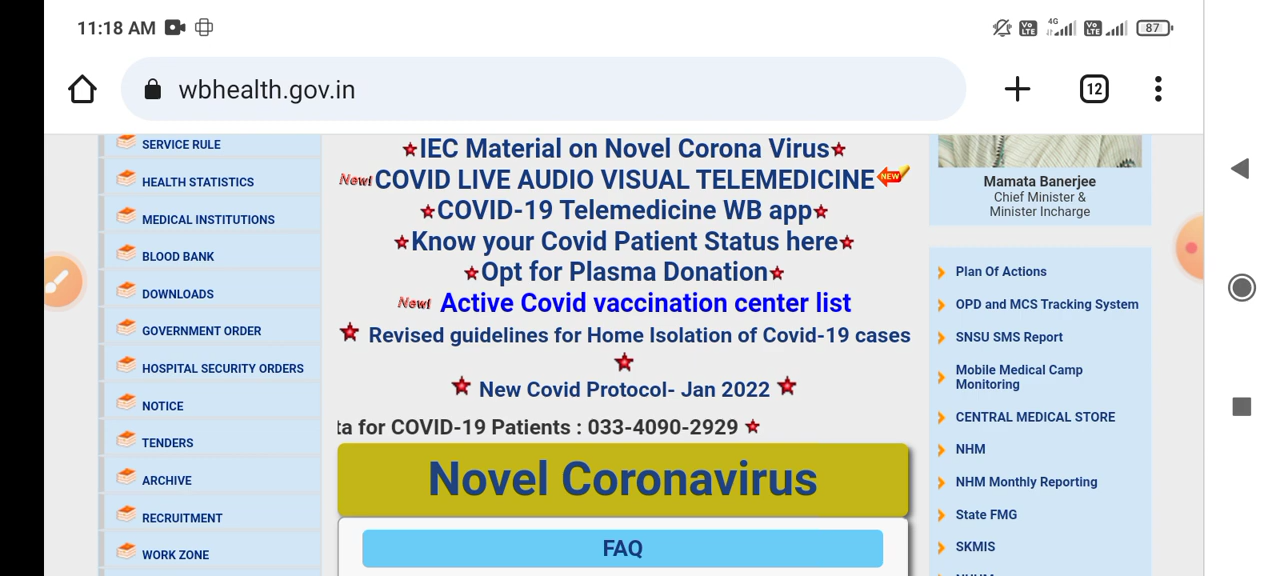 11:18 AM
4G
Vo LTE
Vo LTE
87
wbhealth.gov.in
12
SERVICE RULE
HEALTH STATISTICS
MEDICAL INSTITUTIONS
BLOOD BANK
DOWNLOADS
GOVERNMENT ORDER
HOSPITAL SECURITY ORDERS
NOTICE
TENDERS
ARCHIVE
RECRUITMENT
WORK ZONE
IEC Material on Novel Corona Virus
New! COVID LIVE AUDIO VISUAL TELEMEDICINE NEW
COVID-19 Telemedicine WB app
Know your Covid Patient Status here
Opt for Plasma Donation
New! Active Covid vaccination center list
Revised guidelines for Home Isolation of Covid-19 cases
New Covid Protocol- Jan 2022
ta for COVID-19 Patients : 033-4090-2929
Novel Coronavirus
FAQ
Mamata Banerjee
Chief Minister &
Minister Incharge
Plan Of Actions
OPD and MCS Tracking System
SNSU SMS Report
Mobile Medical Camp
Monitoring
CENTRAL MEDICAL STORE
NHM
NHM Monthly Reporting
State FMG
SKMIS